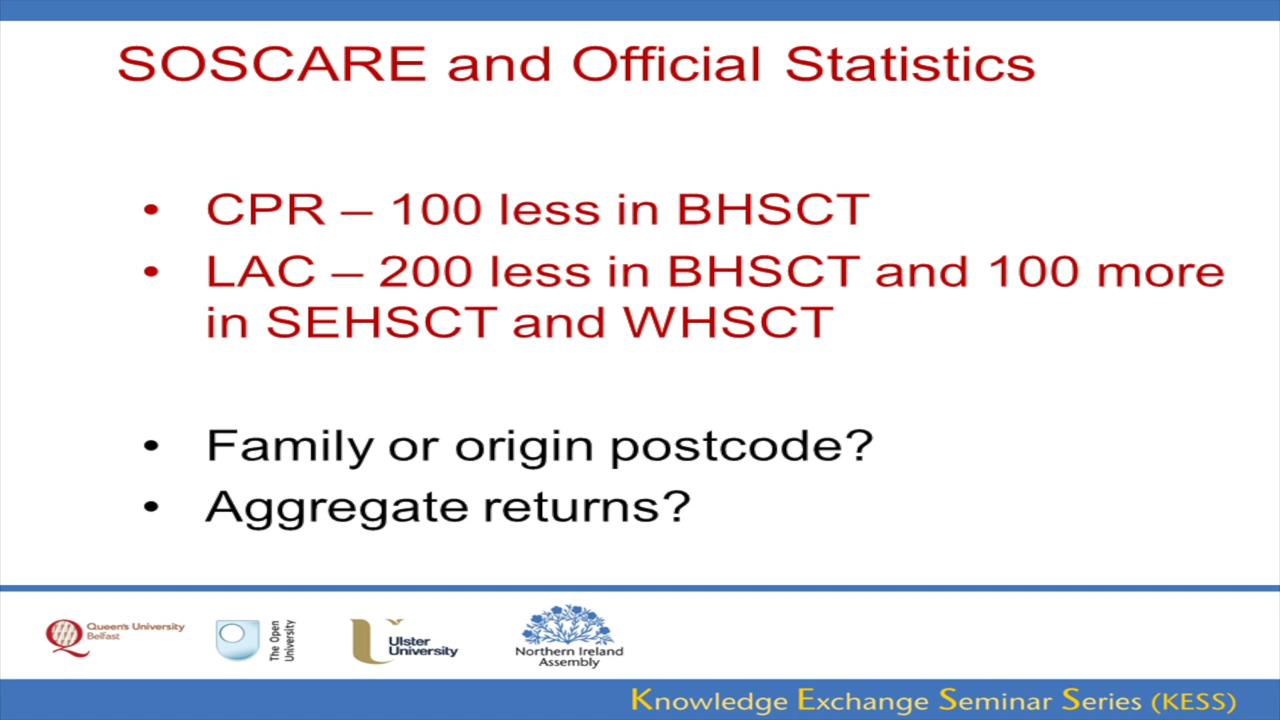 SOSCARE and Official Statistics
• CPR – 100 less in BHSCT
• LAC – 200 less in BHSCT and 100 more
in SEHSCT and WHSCT
• Family or origin postcode?
• Aggregate returns?
Queen's University
Belfast
The Open
University
Ulster
University
Northern Ireland
Assembly
Knowledge Exchange Seminar Series (KESS)